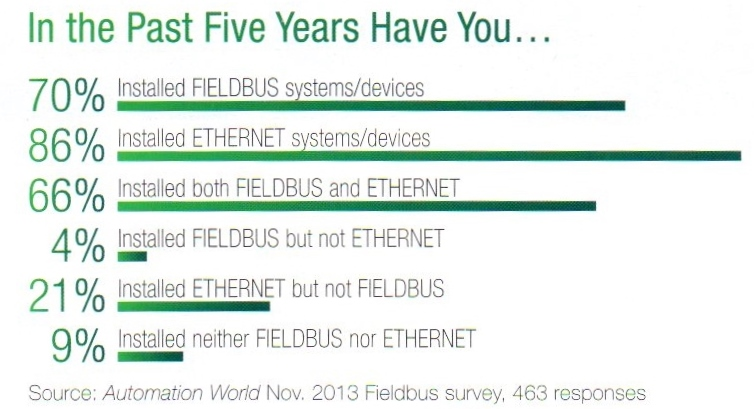 In the Past Five Years Have You...
70% Installed FIELDBUS systems/devices
86% Installed ETHERNET systems/devices
66% Installed both FIELDBUS and ETHERNET
4% Installed FIELDBUS but not ETHERNET
21% Installed ETHERNET but not FIELDBUS
9% Installed neither FIELDBUS nor ETHERNET
Source: Automation World Nov. 2013 Fieldbus survey, 463 responses